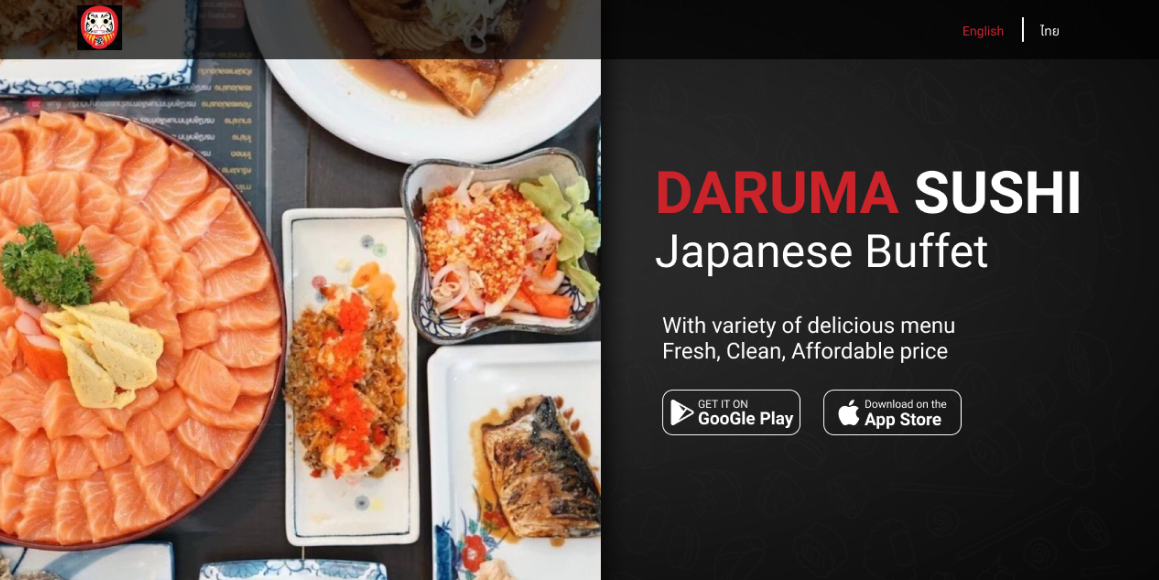 English
ไทย
DARUMA SUSHI
Japanese Buffet
With variety of delicious menu
Fresh, Clean, Affordable price
GET IT ON
GooGle Play
Download on the
App Store